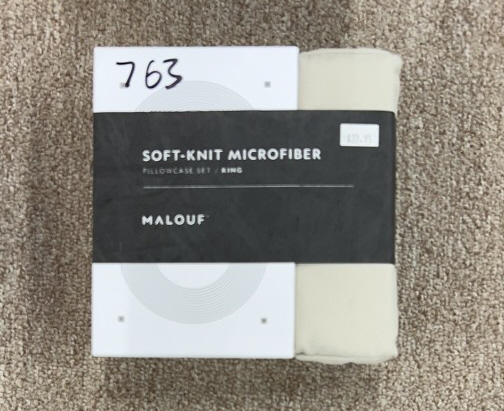 763
SOFT-KNIT MICROFIBER
PILLOWCASE SET / KING
MALOUF